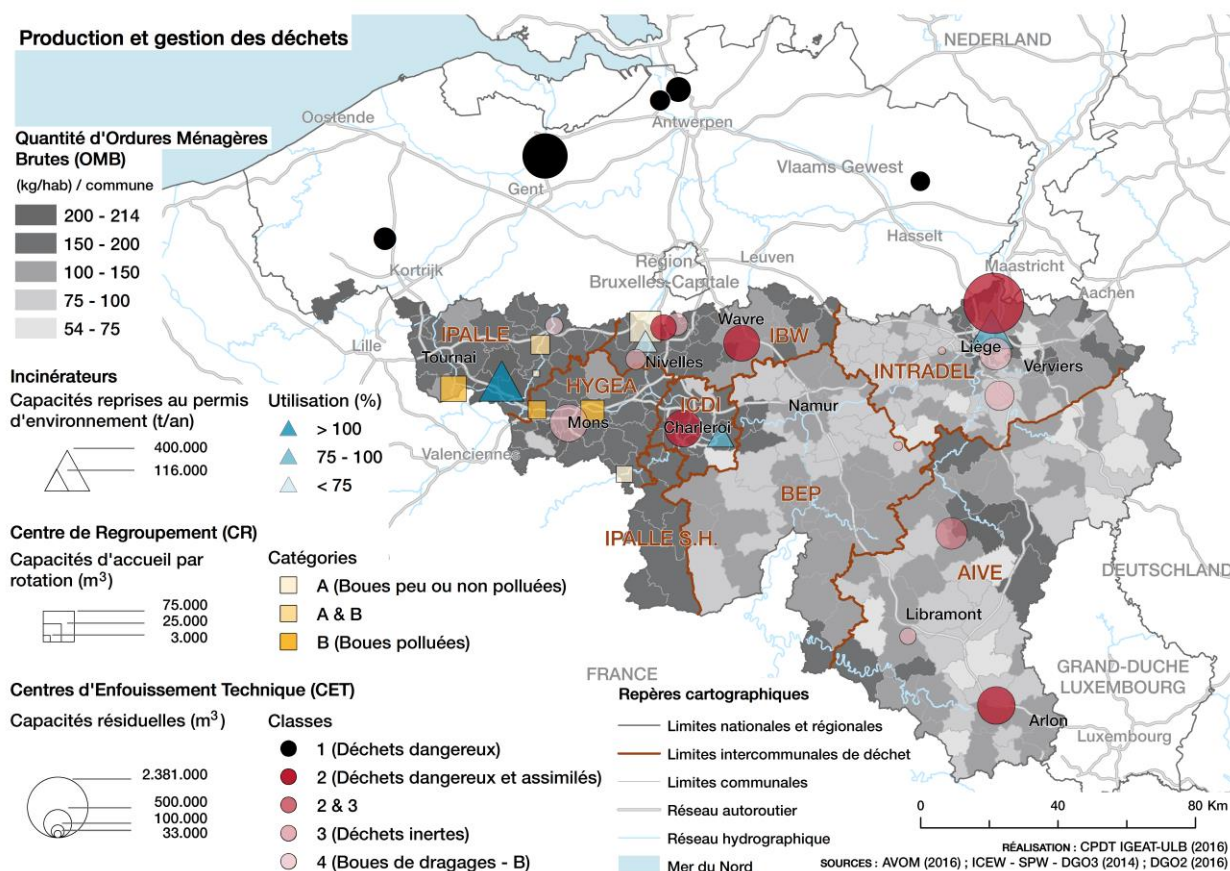 Production et gestion des déchets
Quantité d'Ordures Ménagères
Brutes (OMB)
(kg/hab) / commune
200 - 214
150 - 200
100 - 150
75 - 100
54 - 75
Incinérateurs
Capacités reprises au permis
d'environnement (t/an)
400.000
116.000
Utilisation (%)
> 100
75 - 100
< 75
Centre de Regroupement (CR)
Capacités d'accueil par
rotation (m³)
75.000
25.000
3.000
Catégories
A (Boues peu ou non polluées)
A & B
B (Boues polluées)
Centres d'Enfouissement Technique (CET)
Capacités résiduelles (m³)
2.381.000
500.000
100.000
33.000
Classes
1 (Déchets dangereux)
2 (Déchets dangereux et assimilés)
2 & 3
3 (Déchets inertes)
4 (Boues de dragages - B)
Repères cartographiques
Limites nationales et régionales
Limites intercommunales de déchet
Limites communales
Réseau autoroutier
Réseau hydrographique
Mer du Nord
NEDERLAND
Oostende
Antwerpen
Vlaams Gewest
Gent
Hasselt
Maastricht
Kortrijk
Région
Bruxelles-Capitale
Leuven
Aachen
Lille
IPALLE
Wavre
IBW
Tournai
Nivelles
Liège
Verviers
HYGEA
INTRADEL
ICDI
Namur
Mons
Charleroi
Valenciennes
BEP
IPALLE S.H.
AIVE
DEUTSCHLAND
Libramont
FRANCE
GRAND-DUCHE
LUXEMBOURG
Arlon
Luxembourg
0 40 80 Km
RÉALISATION : CPDT IGEAT-ULB (2016)
SOURCES : AVOM (2016) ; ICEW - SPW - DGO3 (2014) ; DGO2 (2016)